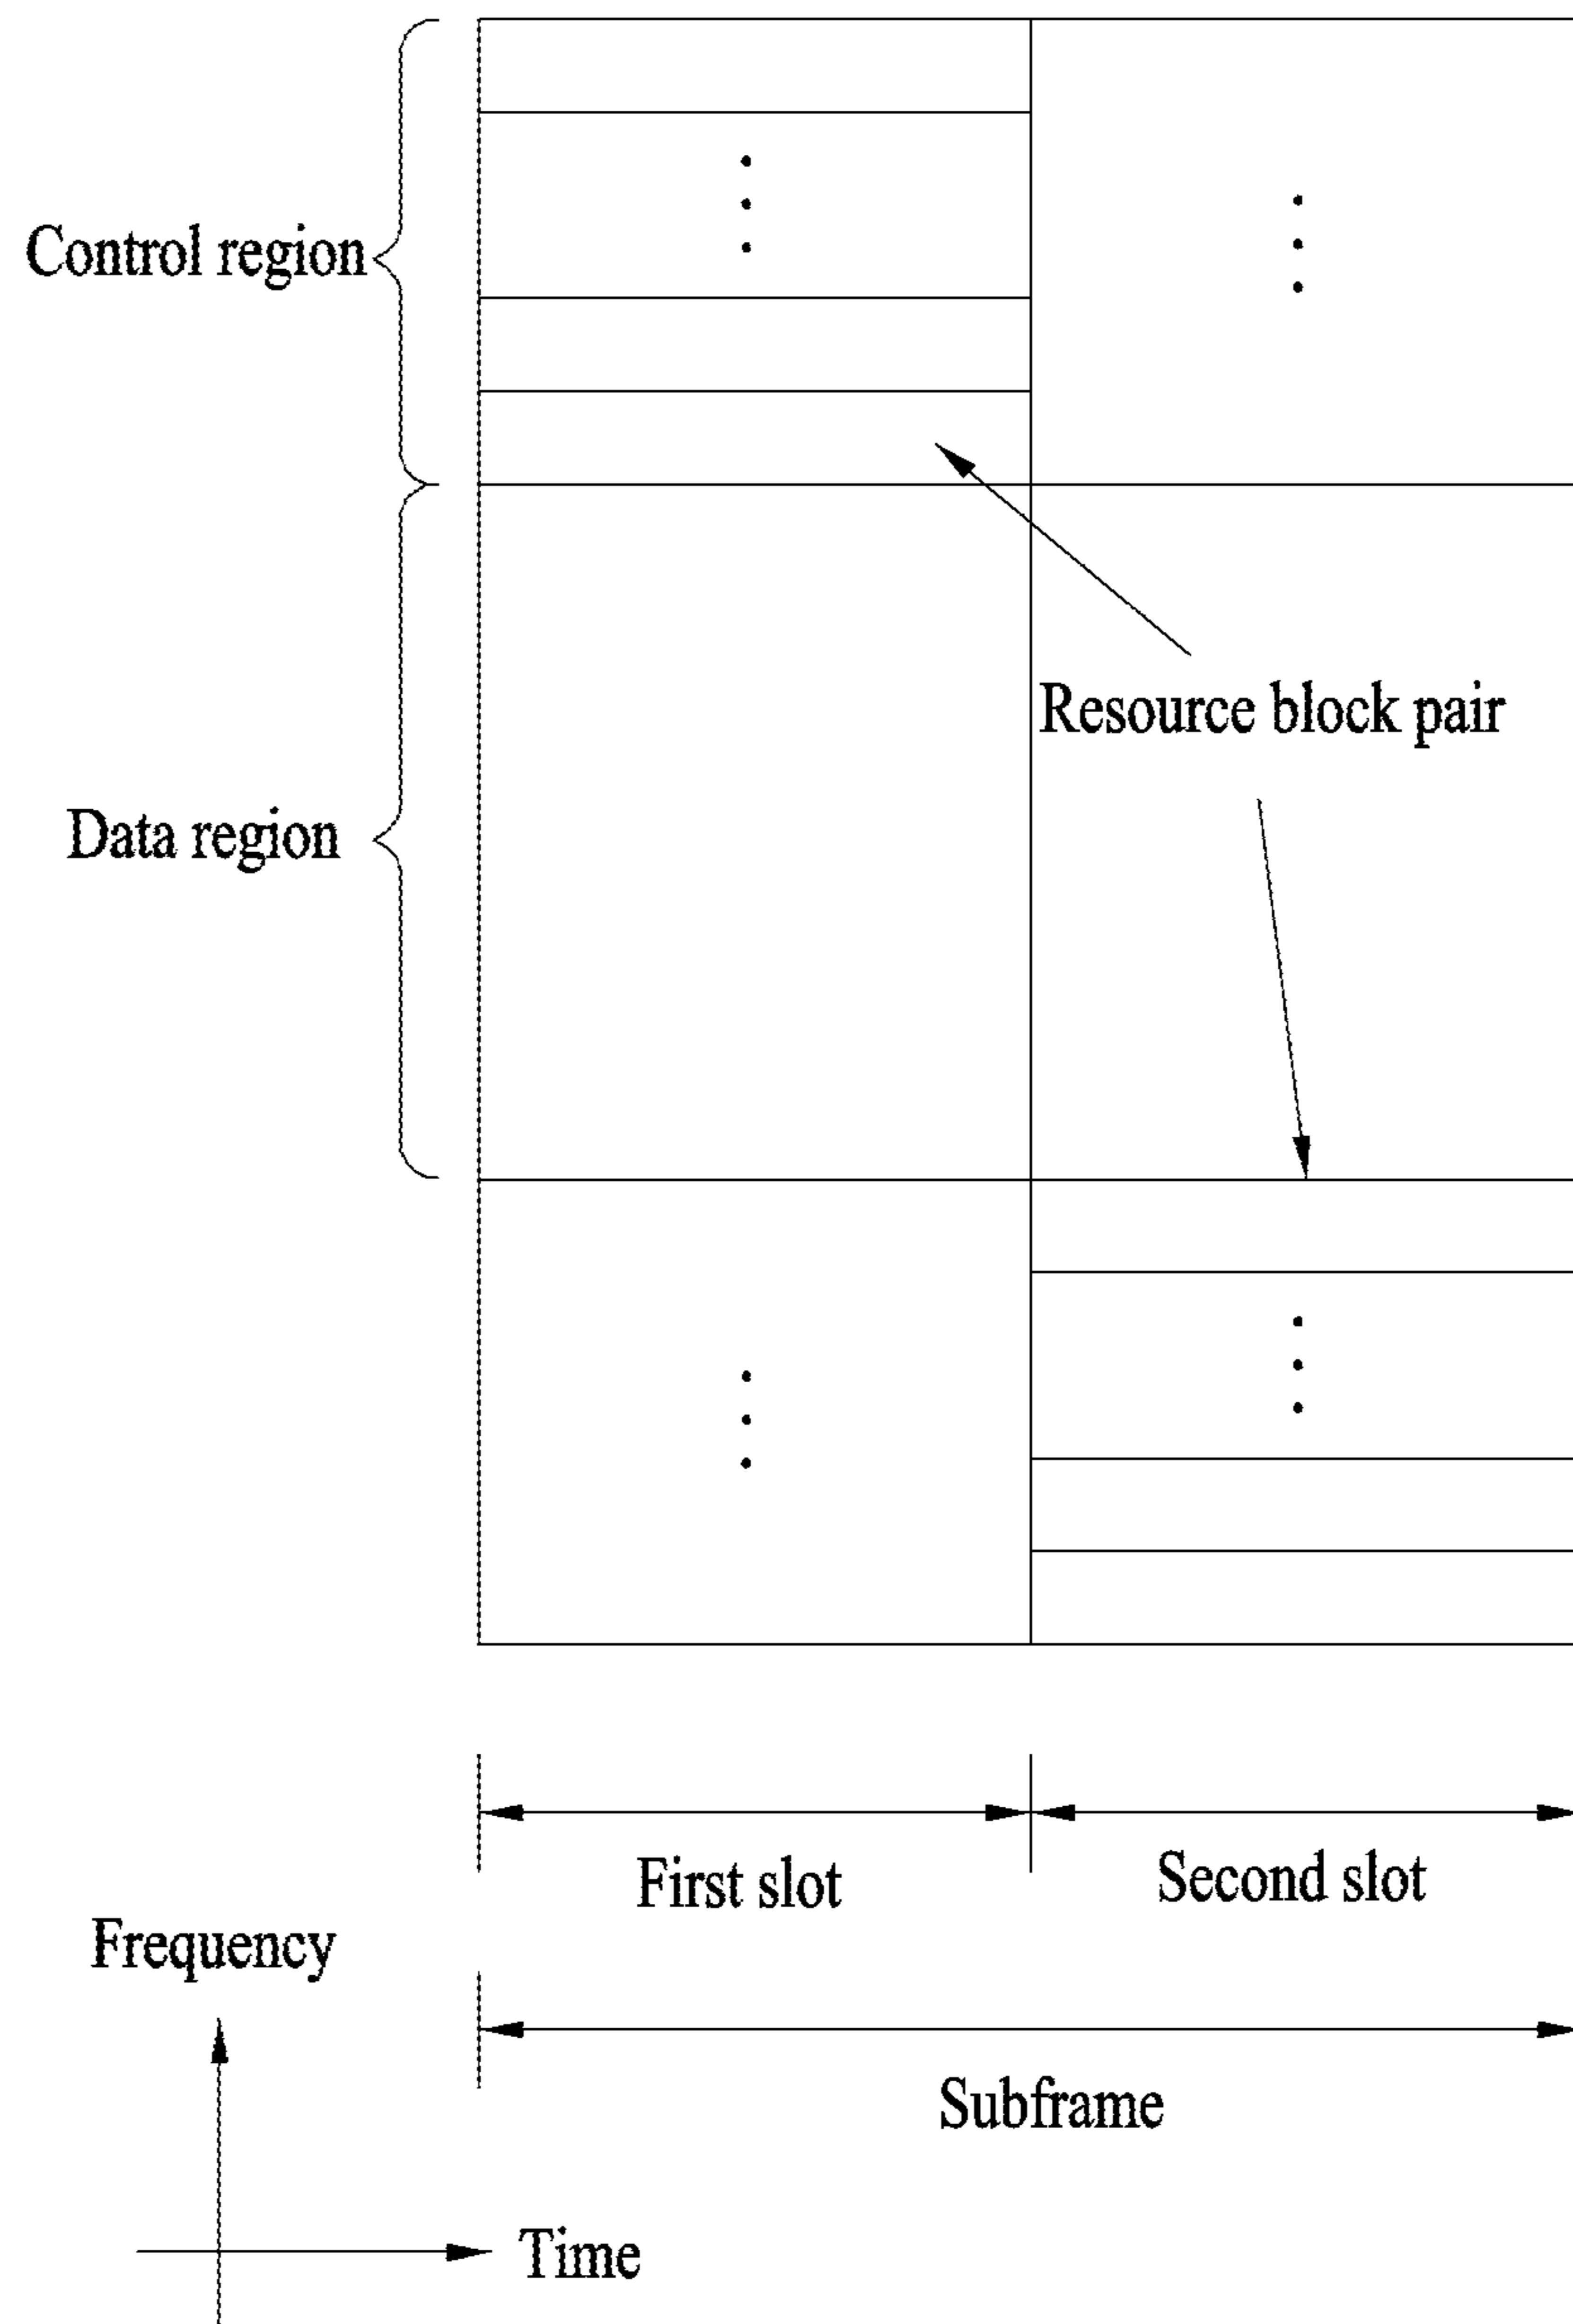 Control region
Resource block pair
Data region
First slot
Second slot
Frequency
Subframe
Time